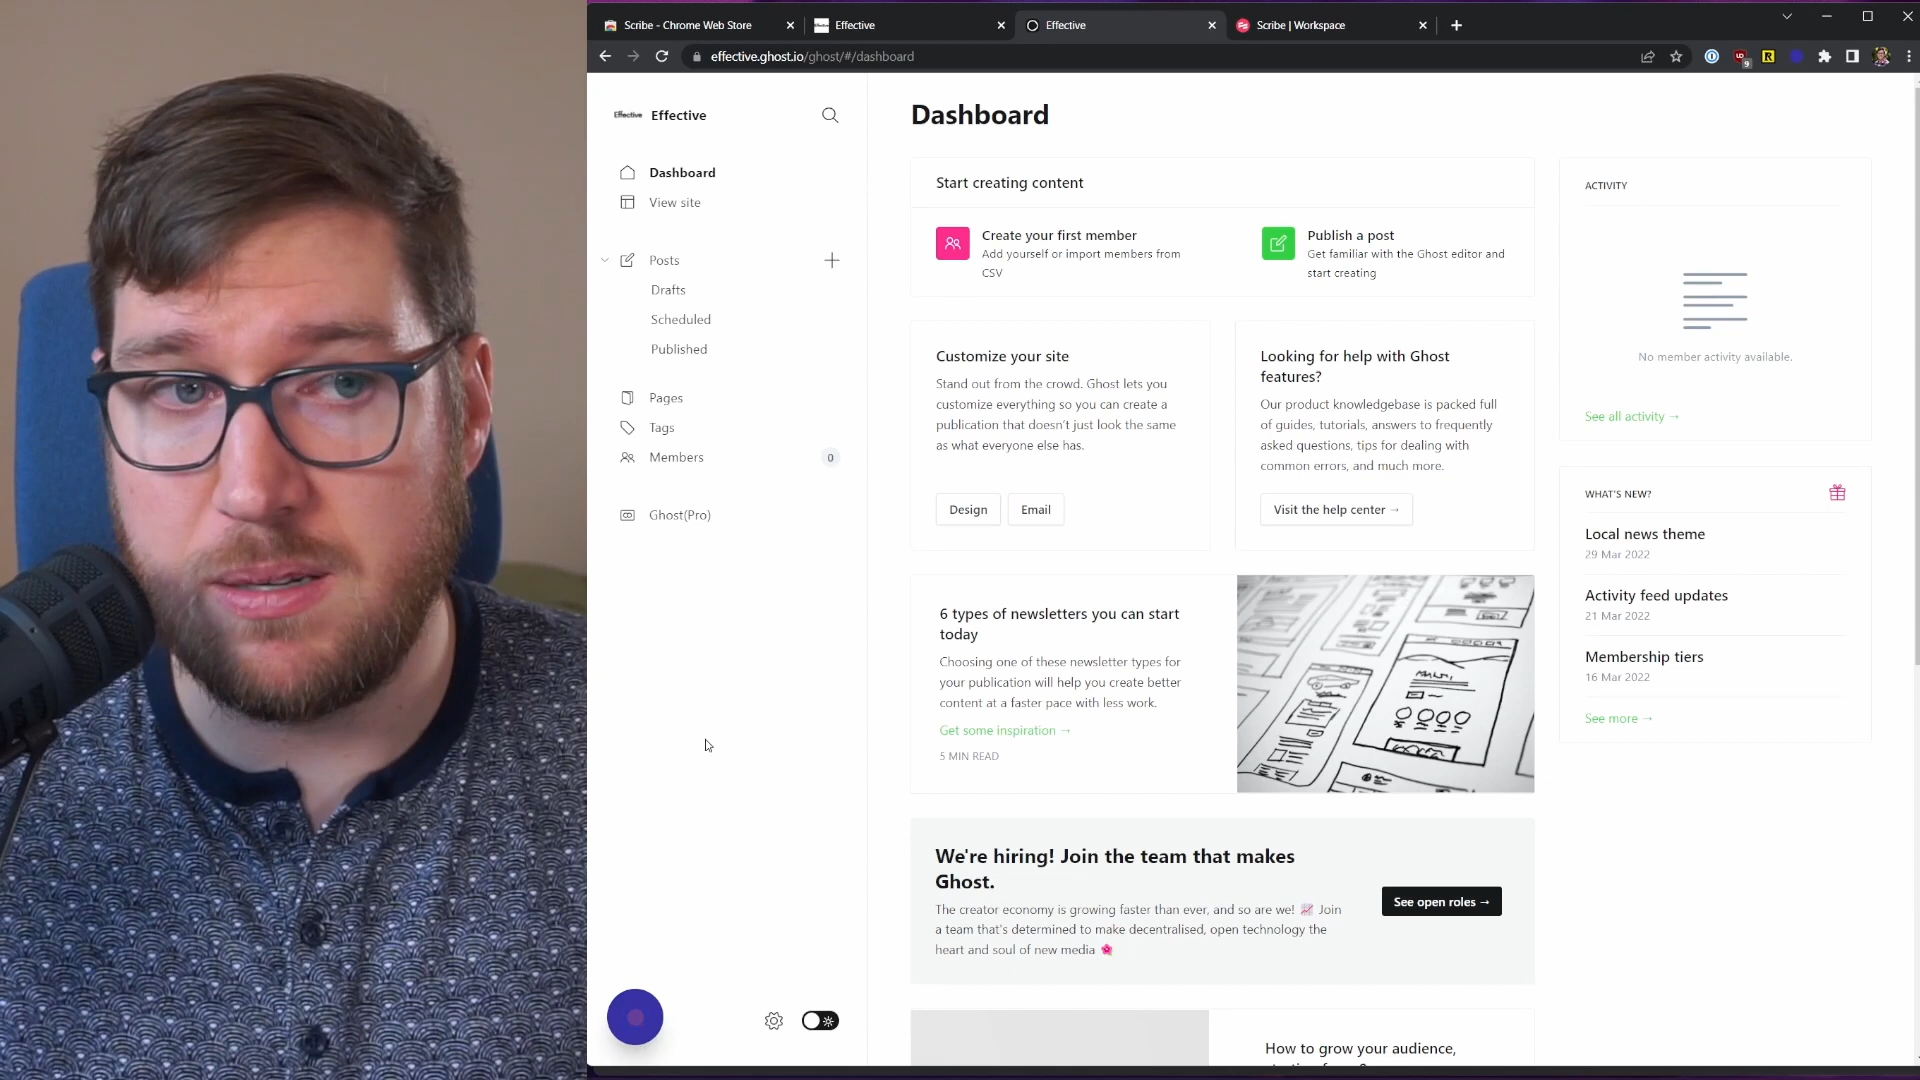 Scribe - Chrome Web Store
Effective
Effective
Scribe | Workspace
effective.ghost.io/ghost/#/dashboard
9
Effective
Effective
Dashboard
View site
Posts
Drafts
Scheduled
Published
Pages
Tags
Members
0
Ghost(Pro)
Dashboard
Start creating content
Create your first member
Add yourself or import members from
CSV
Publish a post
Get familiar with the Ghost editor and
start creating
Customize your site
Stand out from the crowd. Ghost lets you
customize everything so you can create a
publication that doesn't just look the same
as what everyone else has.
Design
Email
Looking for help with Ghost
features?
Our product knowledgebase is packed full
of guides, tutorials, answers to frequently
asked questions, tips for dealing with
common errors, and much more.
Visit the help center →
6 types of newsletters you can start
today
Choosing one of these newsletter types for
your publication will help you create better
content at a faster pace with less work.
Get some inspiration →
5 MIN READ
We're hiring! Join the team that makes
Ghost.
The creator economy is growing faster than ever, and so are we! 💹 Join
a team that's determined to make decentralised, open technology the
heart and soul of new media 🌺
See open roles →
How to grow your audience,
ACTIVITY
No member activity available.
See all activity →
WHAT'S NEW?
Local news theme
29 Mar 2022
Activity feed updates
21 Mar 2022
Membership tiers
16 Mar 2022
See more →